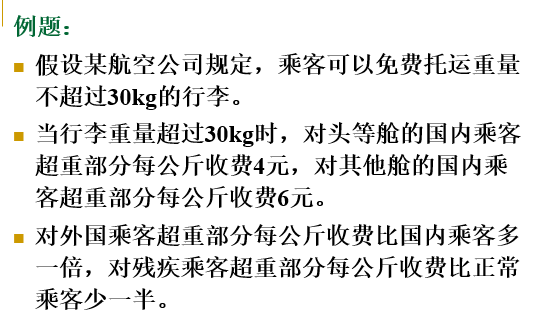 例题：
假设某航空公司规定，乘客可以免费托运重量
不超过30kg的行李。
当行李重量超过30kg时，对头等舱的国内乘客
超重部分每公斤收费4元，对其他舱的国内乘
客超重部分每公斤收费6元。
对外国乘客超重部分每公斤收费比国内乘客多
一倍，对残疾乘客超重部分每公斤收费比正常
乘客少一半。